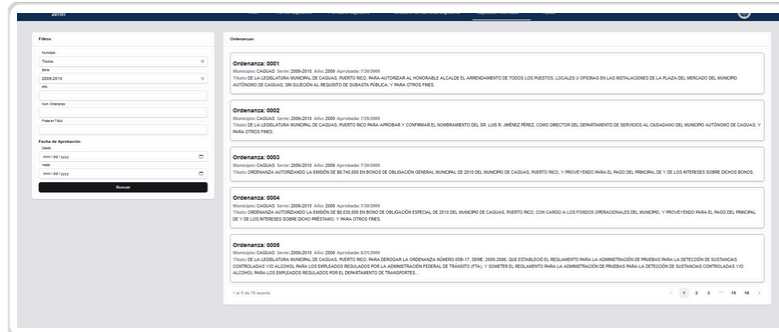 Filtros
Municipio
Todos
Serie
2009-2010
Año
Núm. Ordenanza
Frase en Título
Fecha de Aprobación
Desde
mm/dd/yyyy
Hasta
mm/dd/yyyy
Buscar
Ordenanzas
Ordenanza: 0001
Municipio: CAGUAS Serie: 2009-2010 Año: 2009 Aprobada: 7/20/2009
Título: DE LA LEGISLATURA MUNICIPAL DE CAGUAS, PUERTO RICO, PARA AUTORIZAR AL HONORABLE ALCALDE EL ARRENDAMIENTO DE TODOS LOS PUESTOS, LOCALES U OFICINAS EN LAS INSTALACIONES DE LA PLAZA DEL MERCADO DEL MUNICIPIO
AUTÓNOMO DE CAGUAS, SIN SUJECIÓN AL REQUISITO DE SUBASTA PÚBLICA; Y PARA OTROS FINES.
Ordenanza: 0002
Municipio: CAGUAS Serie: 2009-2010 Año: 2009 Aprobada: 7/29/2009
Título: DE LA LEGISLATURA MUNICIPAL DE CAGUAS, PUERTO RICO PARA APROBAR Y CONFIRMAR EL NOMBRAMIENTO DEL SR. LUIS R. JIMÉNEZ PÉREZ, COMO DIRECTOR DEL DEPARTAMENTO DE SERVICIOS AL CIUDADANO DEL MUNICIPIO AUTÓNOMO DE CAGUAS; Y
PARA OTROS FINES.
Ordenanza: 0003
Municipio: CAGUAS Serie: 2009-2010 Año: 2009 Aprobada: 7/30/2009
Título: ORDENANZA AUTORIZANDO LA EMISIÓN DE $9,740,000 EN BONOS DE OBLIGACIÓN GENERAL MUNICIPAL DE 2010 DEL MUNICIPIO DE CAGUAS, PUERTO RICO, Y PROVEYENDO PARA EL PAGO DEL PRINCIPAL DE Y DE LOS INTERESES SOBRE DICHOS BONOS.
Ordenanza: 0004
Municipio: CAGUAS Serie: 2009-2010 Año: 2009 Aprobada: 7/30/2009
Título: ORDENANZA AUTORIZANDO LA EMISIÓN DE EN BONO DE OBLIGACIÓN ESPECIAL DE 2010 DEL MUNICIPIO DE CAGUAS, PUERTO RICO, CON CARGO A LOS FONDOS OPERACIONALES DEL MUNICIPIO, Y PROVEYENDO PARA EL PAGO DEL PRINCIPAL
DE Y DE LOS INTERESES SOBRE DICHO PRÉSTAMO; Y PARA OTROS FINES.
Ordenanza: 0005
Municipio: CAGUAS Serie: 2009-2010 Año: 2009 Aprobada: 8/31/2009
Título: DE LA LEGISLATURA MUNICIPAL DE CAGUAS, PUERTO RICO, PARA DEROGAR LA ORDENANZA NÚMERO 05B-17, SERIE: 2005-2006, QUE ESTABLECIÓ EL REGLAMENTO PARA LA ADMINISTRACIÓN DE PRUEBAS PARA LA DETECCIÓN DE SUSTANCIAS
CONTROLADAS Y/O ALCOHOL PARA LOS EMPLEADOS REGULADOS POR LA ADMINISTRACIÓN FEDERAL DE TRÁNSITO (FTA), Y SOMETER EL REGLAMENTO PARA LA ADMINISTRACIÓN DE PRUEBAS PARA LA DETECCIÓN DE SUSTANCIAS CONTROLADAS Y/O
ALCOHOL PARA LOS EMPLEADOS REGULADOS POR EL DEPARTAMENTO DE TRANSPORTES...
1 al 5 de 79 records
1 2 3 ... 15 16